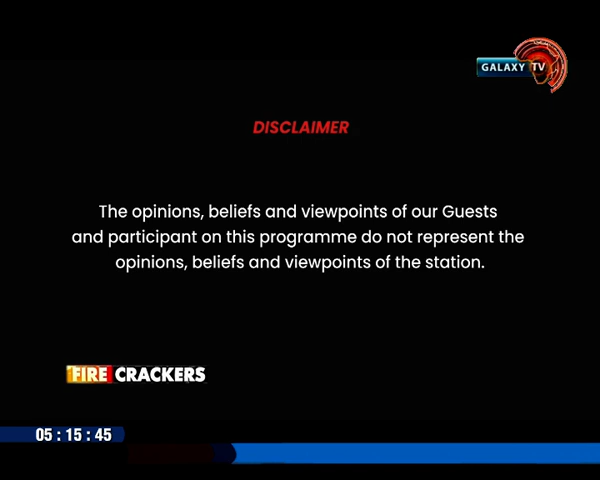 GALAXY TV
DISCLAIMER
The opinions, beliefs and viewpoints of our Guests
and participant on this programme do not represent the
opinions, beliefs and viewpoints of the station.
FIRE CRACKERS
05 : 15 : 45